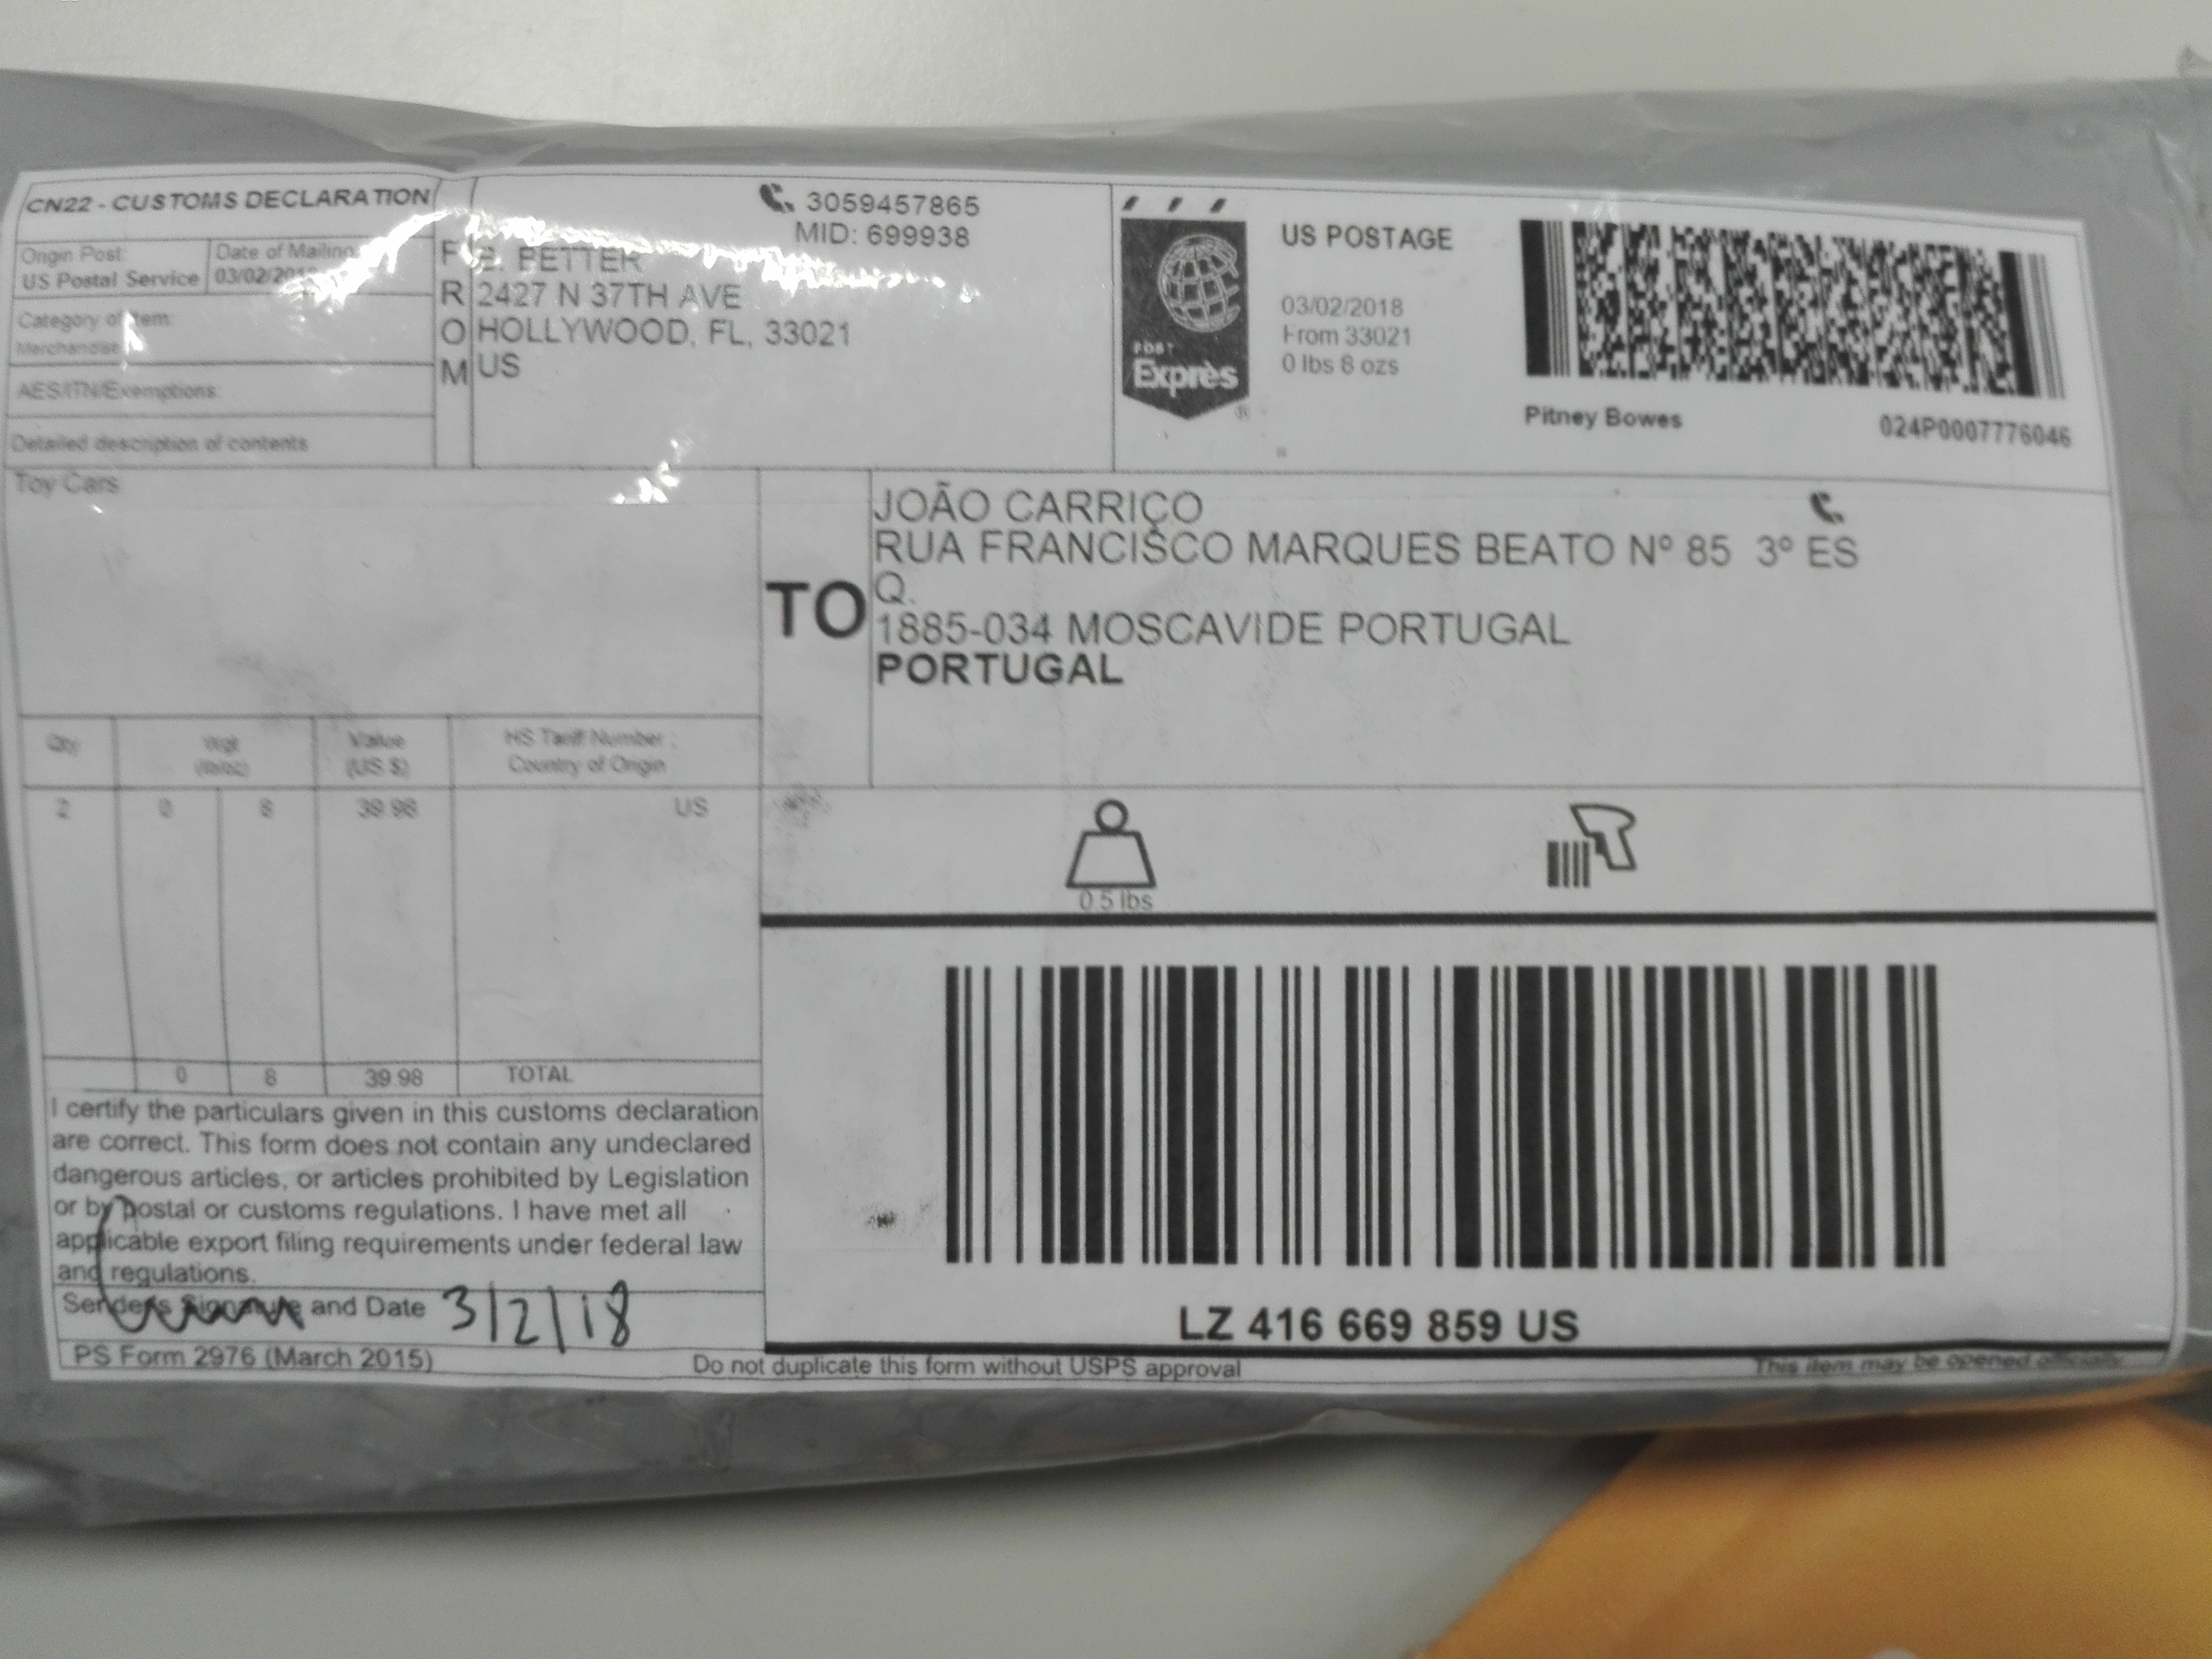 CN22 - CUSTOMS DECLARATION
Origin Post:
US Postal Service
Date of Mailing:
03/02/20
Category of Item:
Merchandise
AES/ITN/Exemptions:
Detailed description of contents
Toy Cars
3059457865
MID: 699938
FROM
PETTER
2427 N 37TH AVE
HOLLYWOOD, FL, 33021
US
POST
Exprès
®
US POSTAGE
03/02/2018
From 33021
0 lbs 8 ozs
Pitney Bowes
024P0007776046
TO
JOÃO CARRIÇO
RUA FRANCISCO MARQUES BEATO Nº 85 3º ES
Q.
1885-034 MOSCAVIDE PORTUGAL
PORTUGAL
Qty Wgt Value HS Tariff Number ;
(lb/oz) (US $) Country of Origin
2 0 8 39.98 US
0 8 39.98 TOTAL
0.5 lbs
I certify the particulars given in this customs declaration
are correct. This form does not contain any undeclared
dangerous articles, or articles prohibited by Legislation
or by postal or customs regulations. I have met all
applicable export filing requirements under federal law
and regulations.
Sender's Signature and Date 3/2/18
PS Form 2976 (March 2015)
LZ 416 669 859 US
Do not duplicate this form without USPS approval
This item may be opened officially.